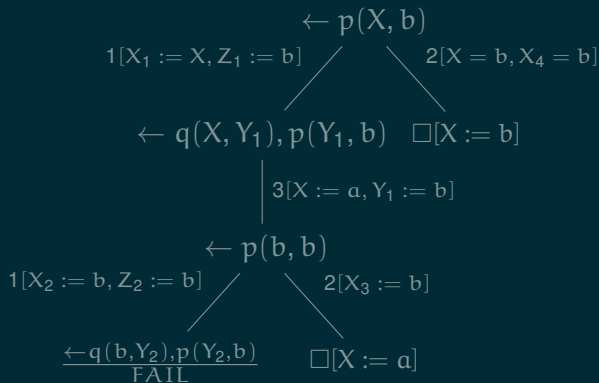 ← p(X, b)
1[X₁ := X, Z₁ := b]
2[X = b, X₄ = b]
← q(X, Y₁), p(Y₁, b)
□[X := b]
3[X := a, Y₁ := b]
← p(b, b)
1[X₂ := b, Z₂ := b]
2[X₃ := b]
←q(b,Y₂),p(Y₂,b)
FAIL
□[X := a]